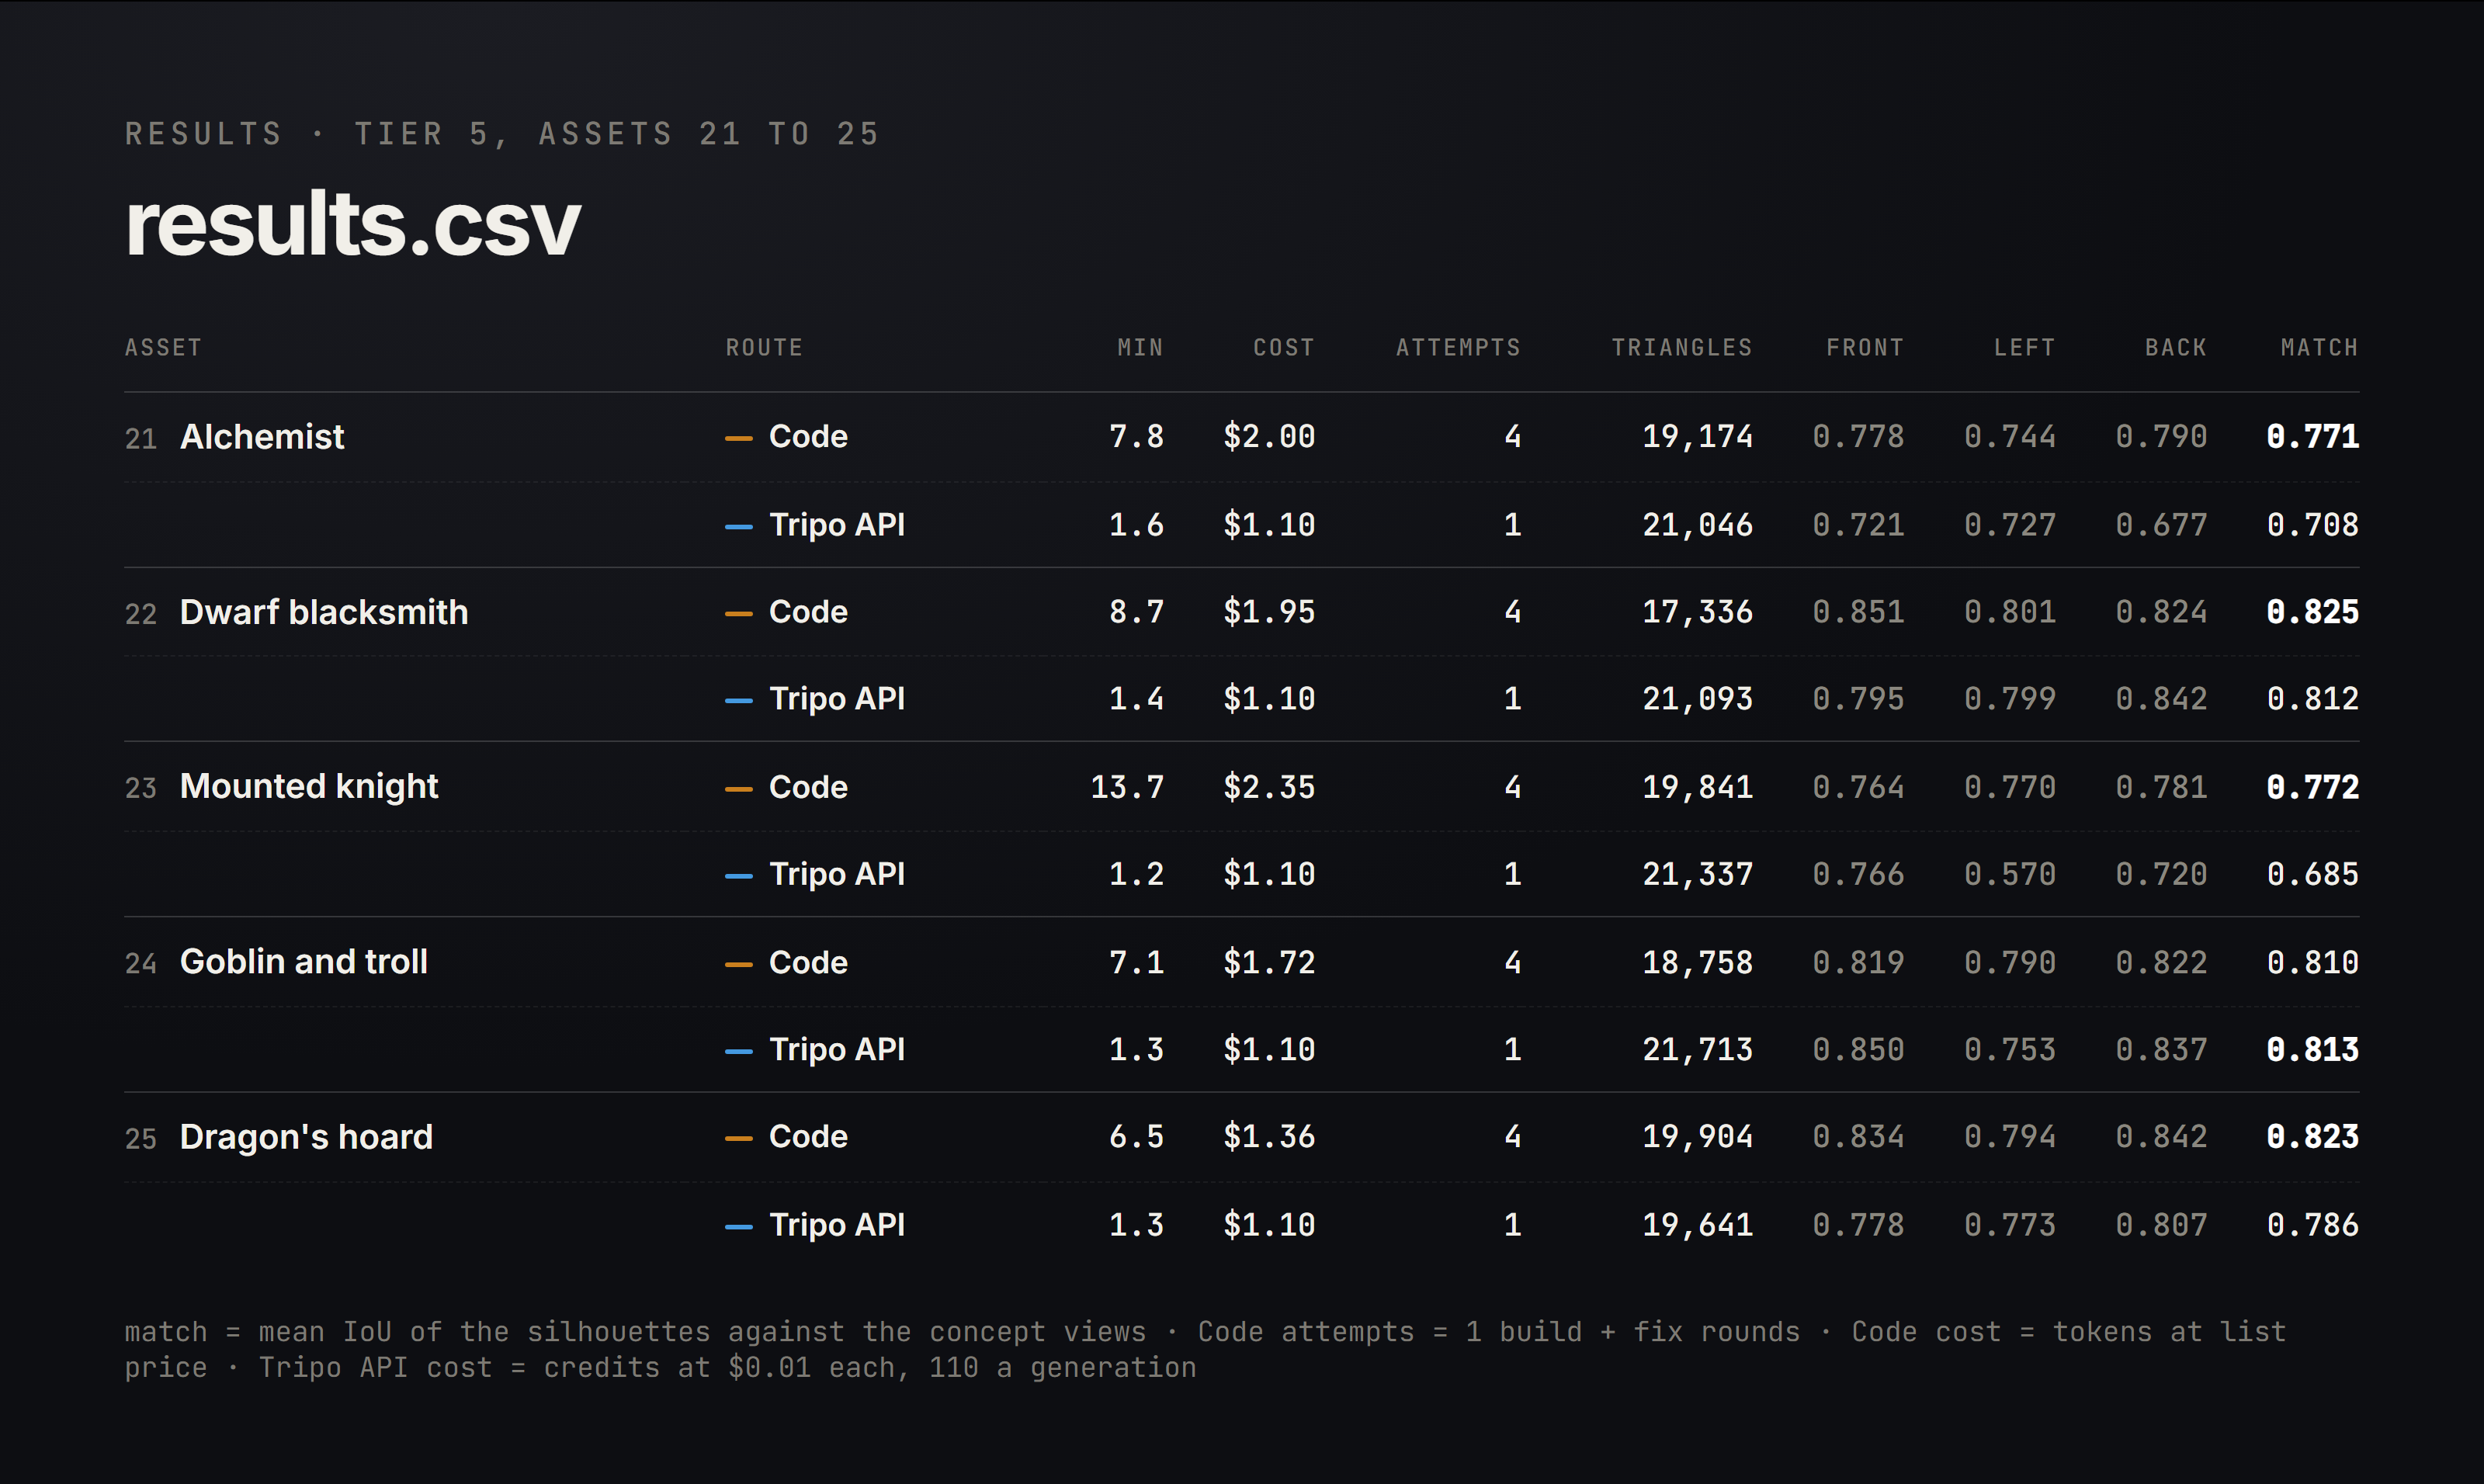 RESULTS · TIER 5, ASSETS 21 TO 25
results.csv
ASSET ROUTE MIN COST ATTEMPTS TRIANGLES FRONT LEFT BACK MATCH
21 Alchemist Code 7.8 $2.00 4 19,174 0.778 0.744 0.790 0.771
Tripo API 1.6 $1.10 1 21,046 0.721 0.727 0.677 0.708
22 Dwarf blacksmith Code 8.7 $1.95 4 17,336 0.851 0.801 0.824 0.825
Tripo API 1.4 $1.10 1 21,093 0.795 0.799 0.842 0.812
23 Mounted knight Code 13.7 $2.35 4 19,841 0.764 0.770 0.781 0.772
Tripo API 1.2 $1.10 1 21,337 0.766 0.570 0.720 0.685
24 Goblin and troll Code 7.1 $1.72 4 18,758 0.819 0.790 0.822 0.810
Tripo API 1.3 $1.10 1 21,713 0.850 0.753 0.837 0.813
25 Dragon's hoard Code 6.5 $1.36 4 19,904 0.834 0.794 0.842 0.823
Tripo API 1.3 $1.10 1 19,641 0.778 0.773 0.807 0.786
match = mean IoU of the silhouettes against the concept views · Code attempts = 1 build + fix rounds · Code cost = tokens at list
price · Tripo API cost = credits at $0.01 each, 110 a generation